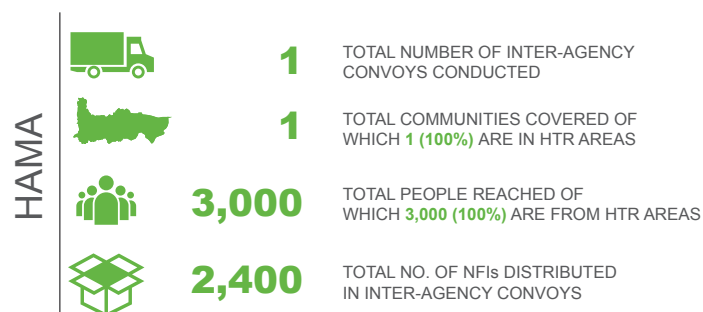 HAMA
1
TOTAL NUMBER OF INTER-AGENCY
CONVOYS CONDUCTED
1
TOTAL COMMUNITIES COVERED OF
WHICH 1 (100%) ARE IN HTR AREAS
3,000
TOTAL PEOPLE REACHED OF
WHICH 3,000 (100%) ARE FROM HTR AREAS
2,400
TOTAL NO. OF NFIs DISTRIBUTED
IN INTER-AGENCY CONVOYS